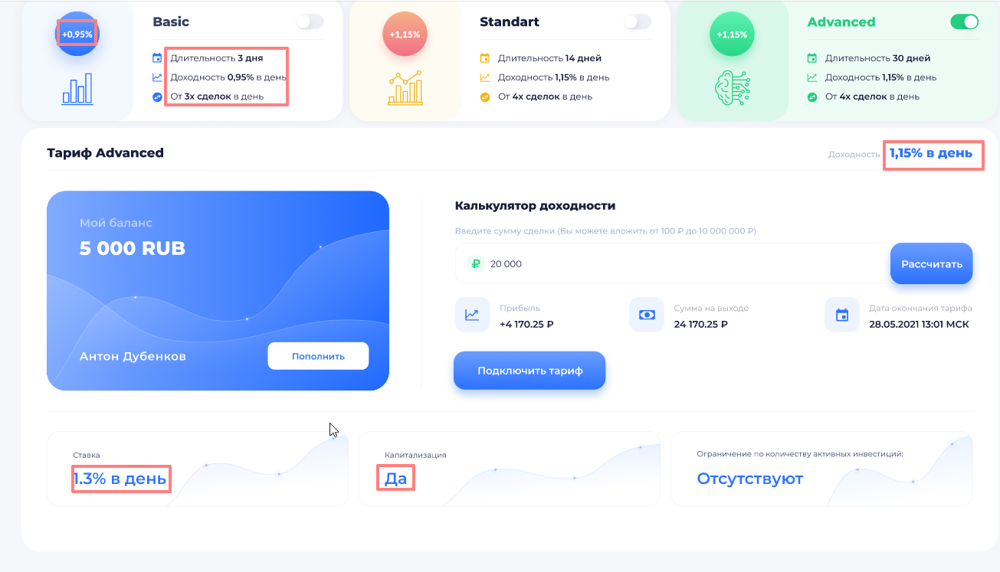 +0,95%
Basic
Длительность 3 дня
Доходность 0,95% в день
От 3х сделок в день
+1,15%
Standart
Длительность 14 дней
Доходность 1,15% в день
От 4х сделок в день
+1,15%
Advanced
Длительность 30 дней
Доходность 1,15% в день
От 4х сделок в день
Тариф Advanced
Доходность 1,15% в день
Мой баланс
5 000 RUB
Антон Дубенков
Пополнить
Калькулятор доходности
Введите сумму сделки (Вы можете вложить от 100 ₽ до 10 000 000 ₽)
₽ 20 000
Рассчитать
Прибыль
+4 170.25 ₽
Сумма на выходе
24 170.25 ₽
Дата окончания тарифа
28.05.2021 13:01 МСК
Подключить тариф
Ставка
1.3% в день
Капитализация
Да
Ограничение по количеству активных инвестиций:
Отсутствуют